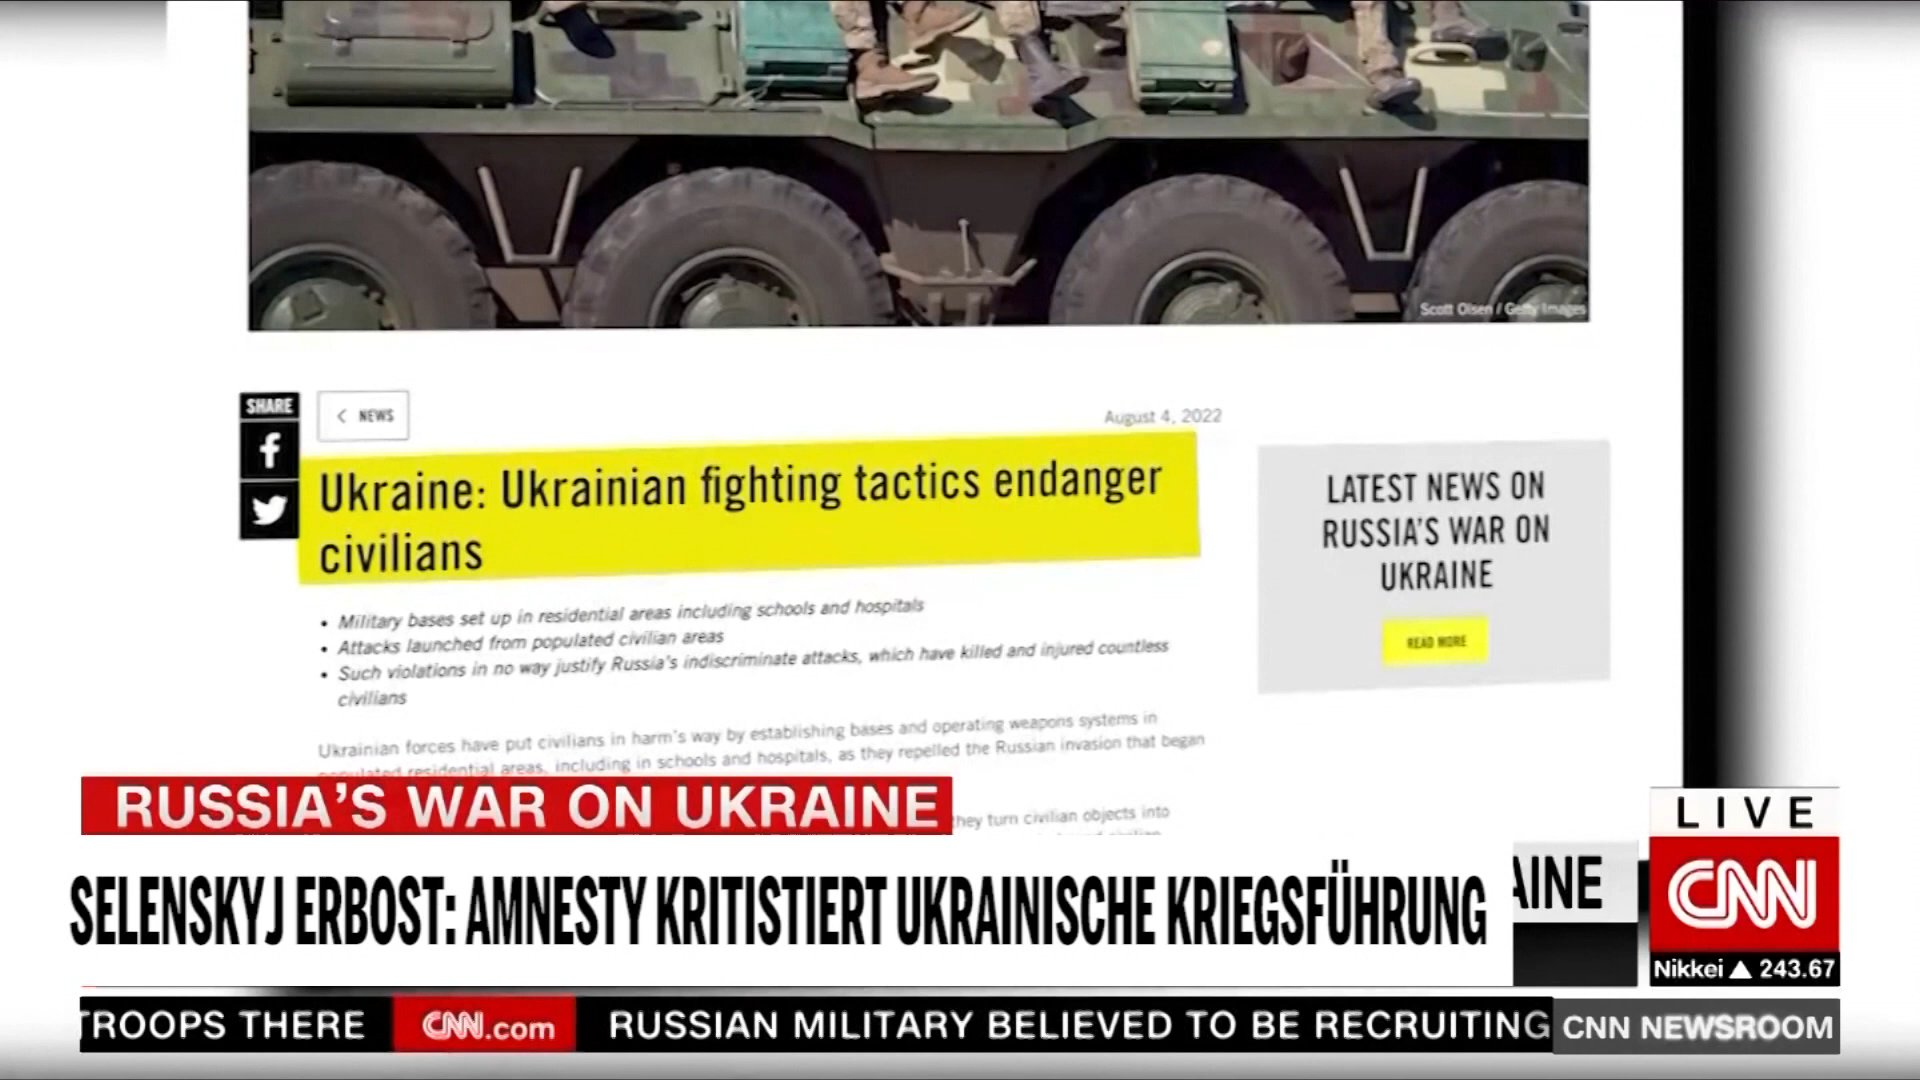 Scott Olsen / Getty Images
SHARE
NEWS
August 4, 2022
Ukraine: Ukrainian fighting tactics endanger
civilians
LATEST NEWS ON
RUSSIA'S WAR ON
UKRAINE
READ MORE
• Military bases set up in residential areas including schools and hospitals
• Attacks launched from populated civilian areas
• Such violations in no way justify Russia's indiscriminate attacks, which have killed and injured countless
civilians
Ukrainian forces have put civilians in harm's way by establishing bases and operating weapons systems in
populated residential areas, including in schools and hospitals, as they repelled the Russian invasion that began
they turn civilian objects into
RUSSIA'S WAR ON UKRAINE
LIVE
SELENSKYJ ERBOST: AMNESTY KRITISTIERT UKRAINISCHE KRIEGSFÜHRUNG
AINE
CNN
Nikkei ▲ 243.67
TROOPS THERE
CNN.com
RUSSIAN MILITARY BELIEVED TO BE RECRUITING
CNN NEWSROOM